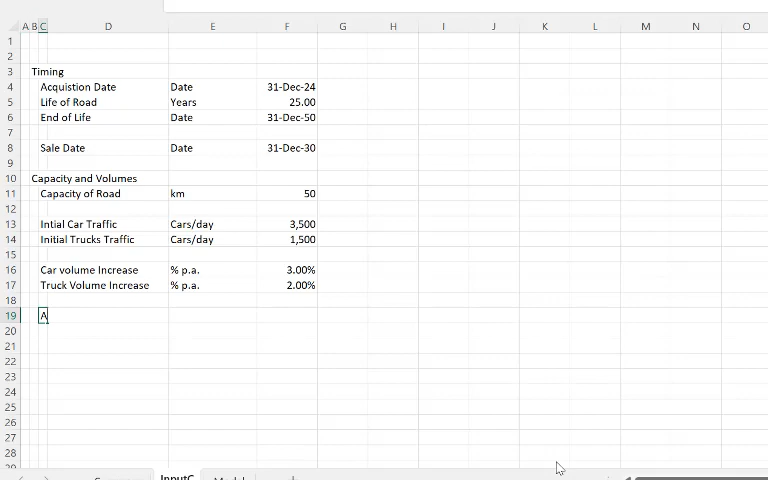 A B C D E F G H I J K L M N O
1
2
3 Timing
4 Acquistion Date Date 31-Dec-24
5 Life of Road Years 25.00
6 End of Life Date 31-Dec-50
7
8 Sale Date Date 31-Dec-30
9
10 Capacity and Volumes
11 Capacity of Road km 50
12
13 Intial Car Traffic Cars/day 3,500
14 Initial Trucks Traffic Cars/day 1,500
15
16 Car volume Increase % p.a. 3.00%
17 Truck Volume Increase % p.a. 2.00%
18
19 A
20
21
22
23
24
25
26
27
28
29
InputC